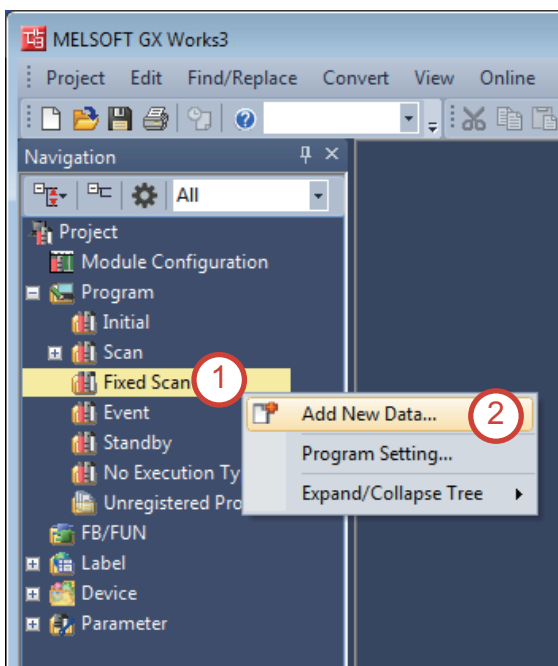 MELSOFT GX Works3
Project Edit Find/Replace Convert View Online
Navigation
All
Project
Module Configuration
Program
Initial
Scan
Fixed Scan
1
Event
Add New Data...
2
Standby
Program Setting...
No Execution Ty
Expand/Collapse Tree
Unregistered Pro
FB/FUN
Label
Device
Parameter